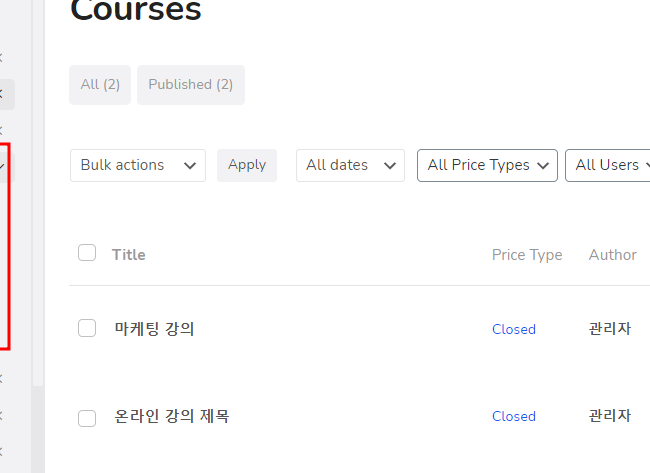 Courses
All (2) Published (2)
Bulk actions Apply All dates All Price Types All Users
Title Price Type Author
마케팅 강의 Closed 관리자
온라인 강의 제목 Closed 관리자